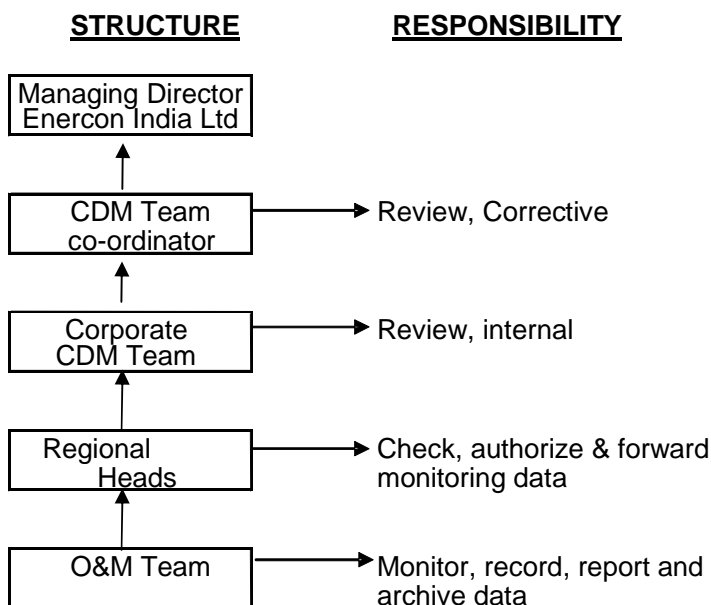 STRUCTURE RESPONSIBILITY
Managing Director
Enercon India Ltd
CDM Team
co-ordinator
Review, Corrective
Corporate
CDM Team
Review, internal
Regional
Heads
Check, authorize & forward
monitoring data
O&M Team
Monitor, record, report and
archive data